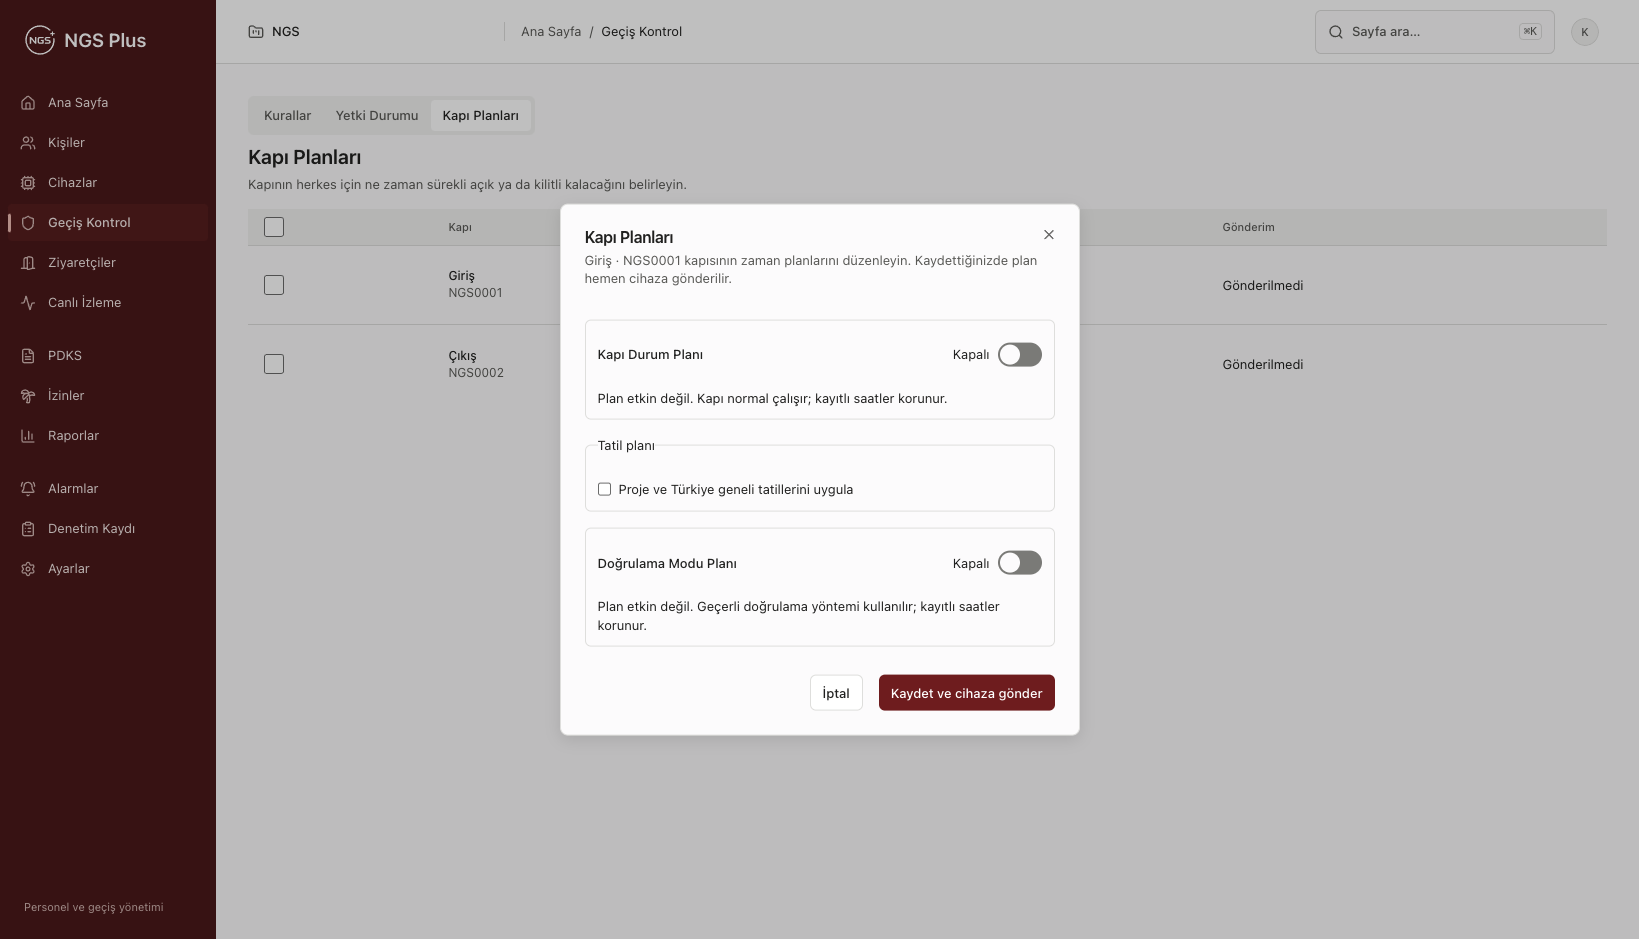 NGS
NGS Plus
Ana Sayfa
Kişiler
Cihazlar
Geçiş Kontrol
Ziyaretçiler
Canlı İzleme
PDKS
İzinler
Raporlar
Alarmlar
Denetim Kaydı
Ayarlar
Personel ve geçiş yönetimi
NGS
Ana Sayfa / Geçiş Kontrol
Sayfa ara...
⌘K
K
Kurallar
Yetki Durumu
Kapı Planları
Kapı Planları
Kapının herkes için ne zaman sürekli açık ya da kilitli kalacağını belirleyin.
Kapı
Gönderim
Giriş
NGS0001
Gönderilmedi
Çıkış
NGS0002
Gönderilmedi
Kapı Planları
Giriş · NGS0001 kapısının zaman planlarını düzenleyin. Kaydettiğinizde plan
hemen cihaza gönderilir.
Kapı Durum Planı
Kapalı
Plan etkin değil. Kapı normal çalışır; kayıtlı saatler korunur.
Tatil planı
Proje ve Türkiye geneli tatillerini uygula
Doğrulama Modu Planı
Kapalı
Plan etkin değil. Geçerli doğrulama yöntemi kullanılır; kayıtlı saatler
korunur.
İptal
Kaydet ve cihaza gönder